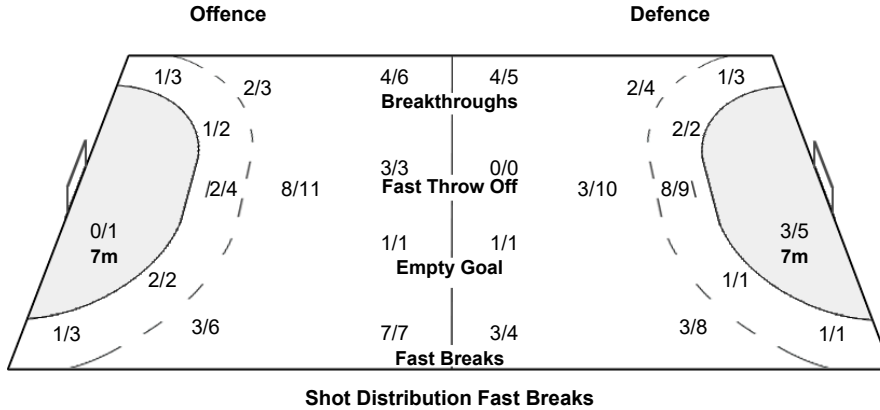 Offence Defence
1/3 2/3 4/6 4/5 2/4 1/3
Breakthroughs
1/2 2/2
3/3 0/0
2/4 8/11 Fast Throw Off 3/10 8/9
0/1 3/5
7m 1/1 1/1 7m
Empty Goal
2/2 1/1
1/3 3/6 7/7 3/4 3/8 1/1
Fast Breaks
Shot Distribution Fast Breaks